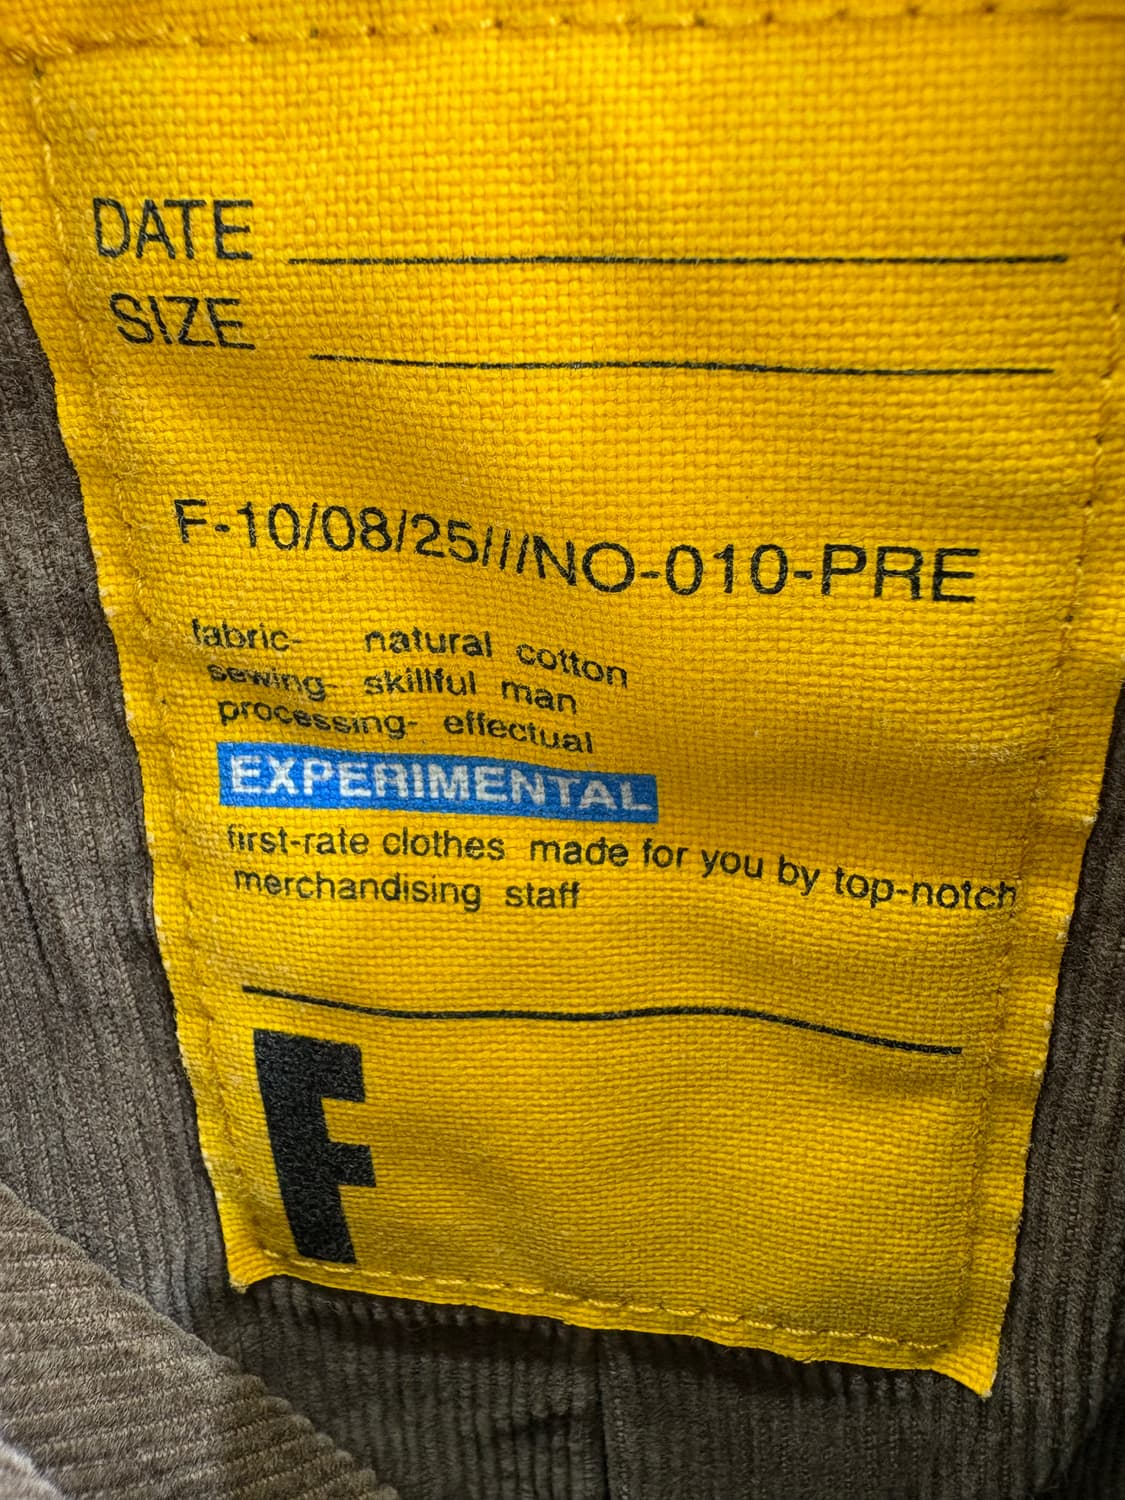 DATE
SIZE
F-10/08/25///NO-010-PRE
fabric- natural cotton
sewing- skillful man
processing- effectual
EXPERIMENTAL
first-rate clothes made for you by top-notch
merchandising staff
F